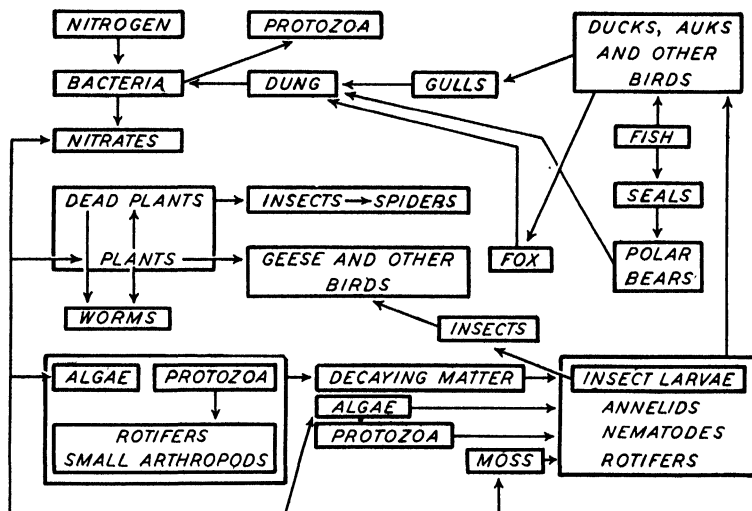 NITROGEN
PROTOZOA
DUCKS, AUKS
AND OTHER
BIRDS
BACTERIA
DUNG
GULLS
NITRATES
FISH
DEAD PLANTS
INSECTS
SPIDERS
SEALS
PLANTS
GEESE AND OTHER
BIRDS
FOX
POLAR
BEARS
WORMS
INSECTS
ALGAE
PROTOZOA
DECAYING MATTER
INSECT LARVAE
ALGAE
ANNELIDS
ROTIFERS
SMALL ARTHROPODS
PROTOZOA
NEMATODES
MOSS
ROTIFERS